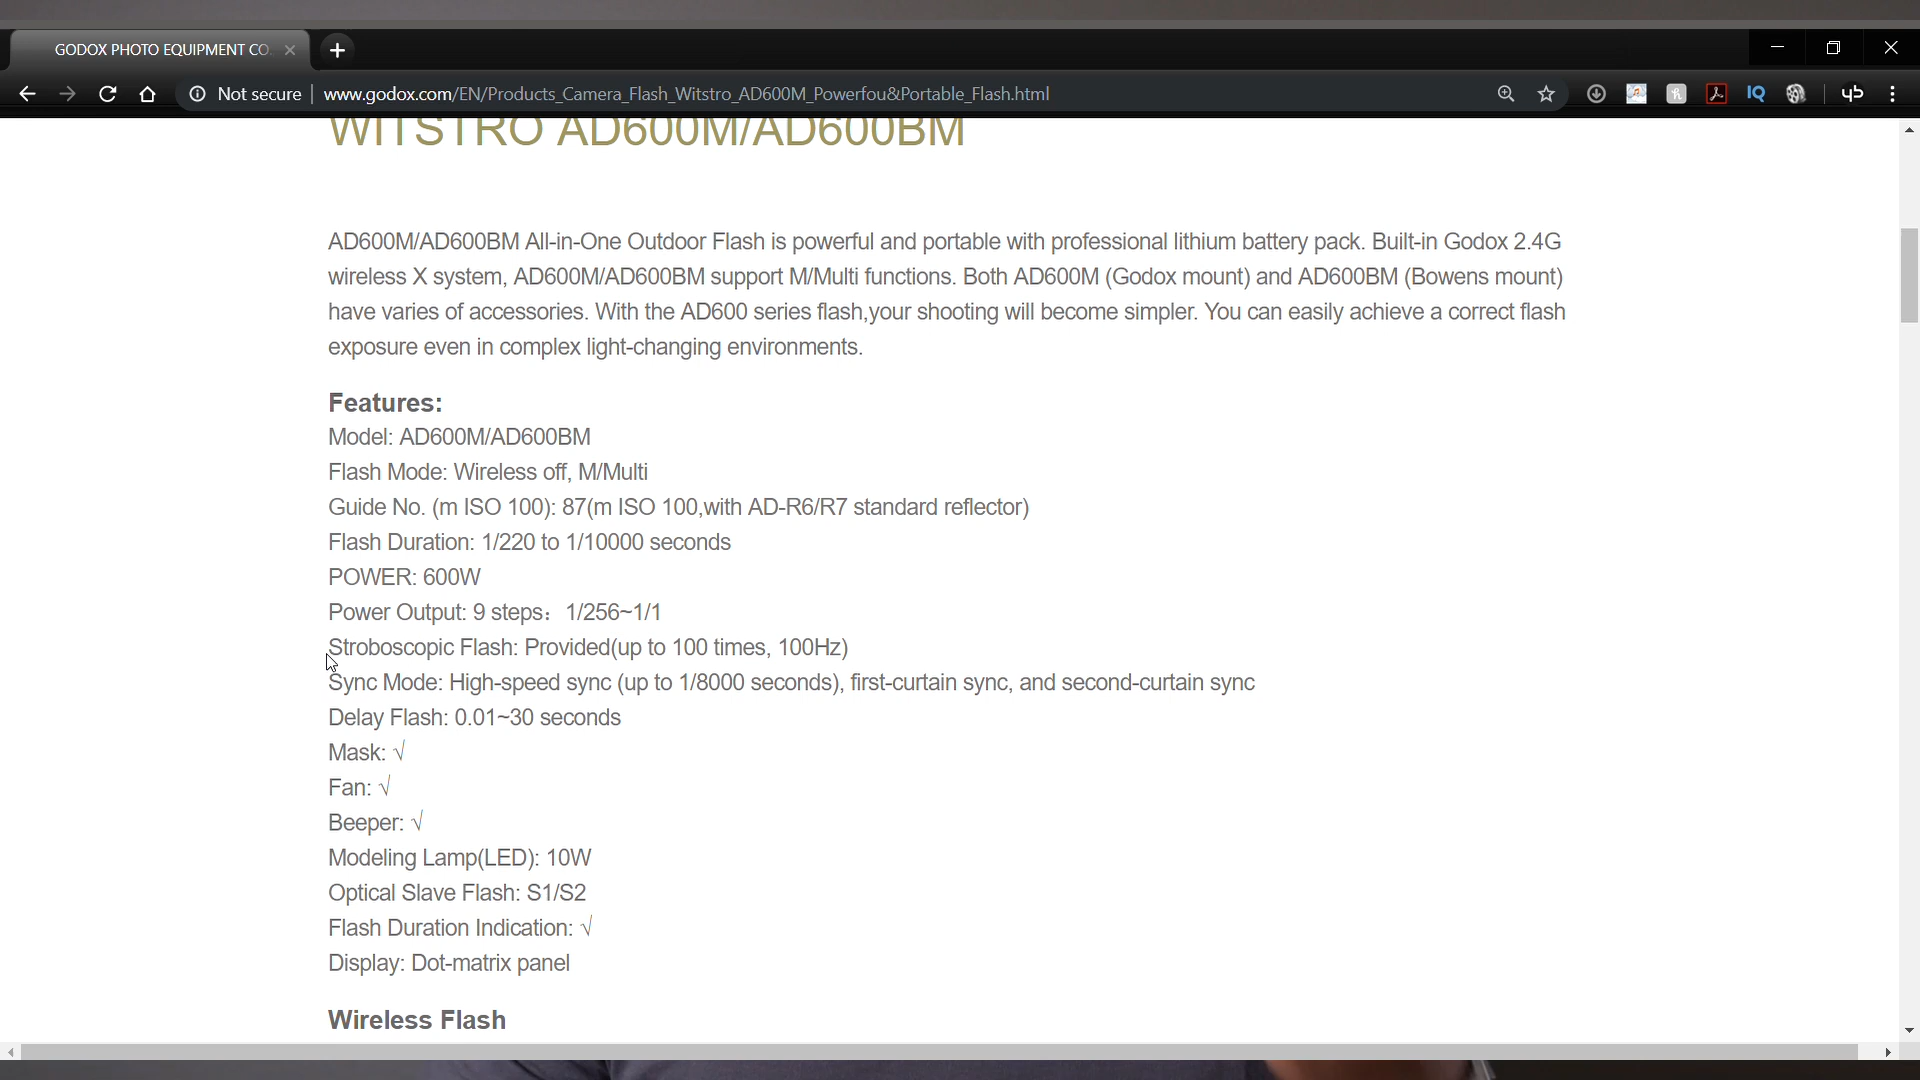 GODOX PHOTO EQUIPMENT CO
Not secure
www.godox.com/EN/Products_Camera_Flash_Witstro_AD600M_Powerfou&Portable_Flash.html
IQ
WITSTRO AD600M/AD600BM
AD600M/AD600BM All-in-One Outdoor Flash is powerful and portable with professional lithium battery pack. Built-in Godox 2.4G
wireless X system, AD600M/AD600BM support M/Multi functions. Both AD600M (Godox mount) and AD600BM (Bowens mount)
have varies of accessories. With the AD600 series flash,your shooting will become simpler. You can easily achieve a correct flash
exposure even in complex light-changing environments.
Features:
Model: AD600M/AD600BM
Flash Mode: Wireless off, M/Multi
Guide No. (m ISO 100): 87(m ISO 100,with AD-R6/R7 standard reflector)
Flash Duration: 1/220 to 1/10000 seconds
POWER: 600W
Power Output: 9 steps：1/256~1/1
Stroboscopic Flash: Provided(up to 100 times, 100Hz)
Sync Mode: High-speed sync (up to 1/8000 seconds), first-curtain sync, and second-curtain sync
Delay Flash: 0.01~30 seconds
Mask: √
Fan: √
Beeper: √
Modeling Lamp(LED): 10W
Optical Slave Flash: S1/S2
Flash Duration Indication: √
Display: Dot-matrix panel
Wireless Flash